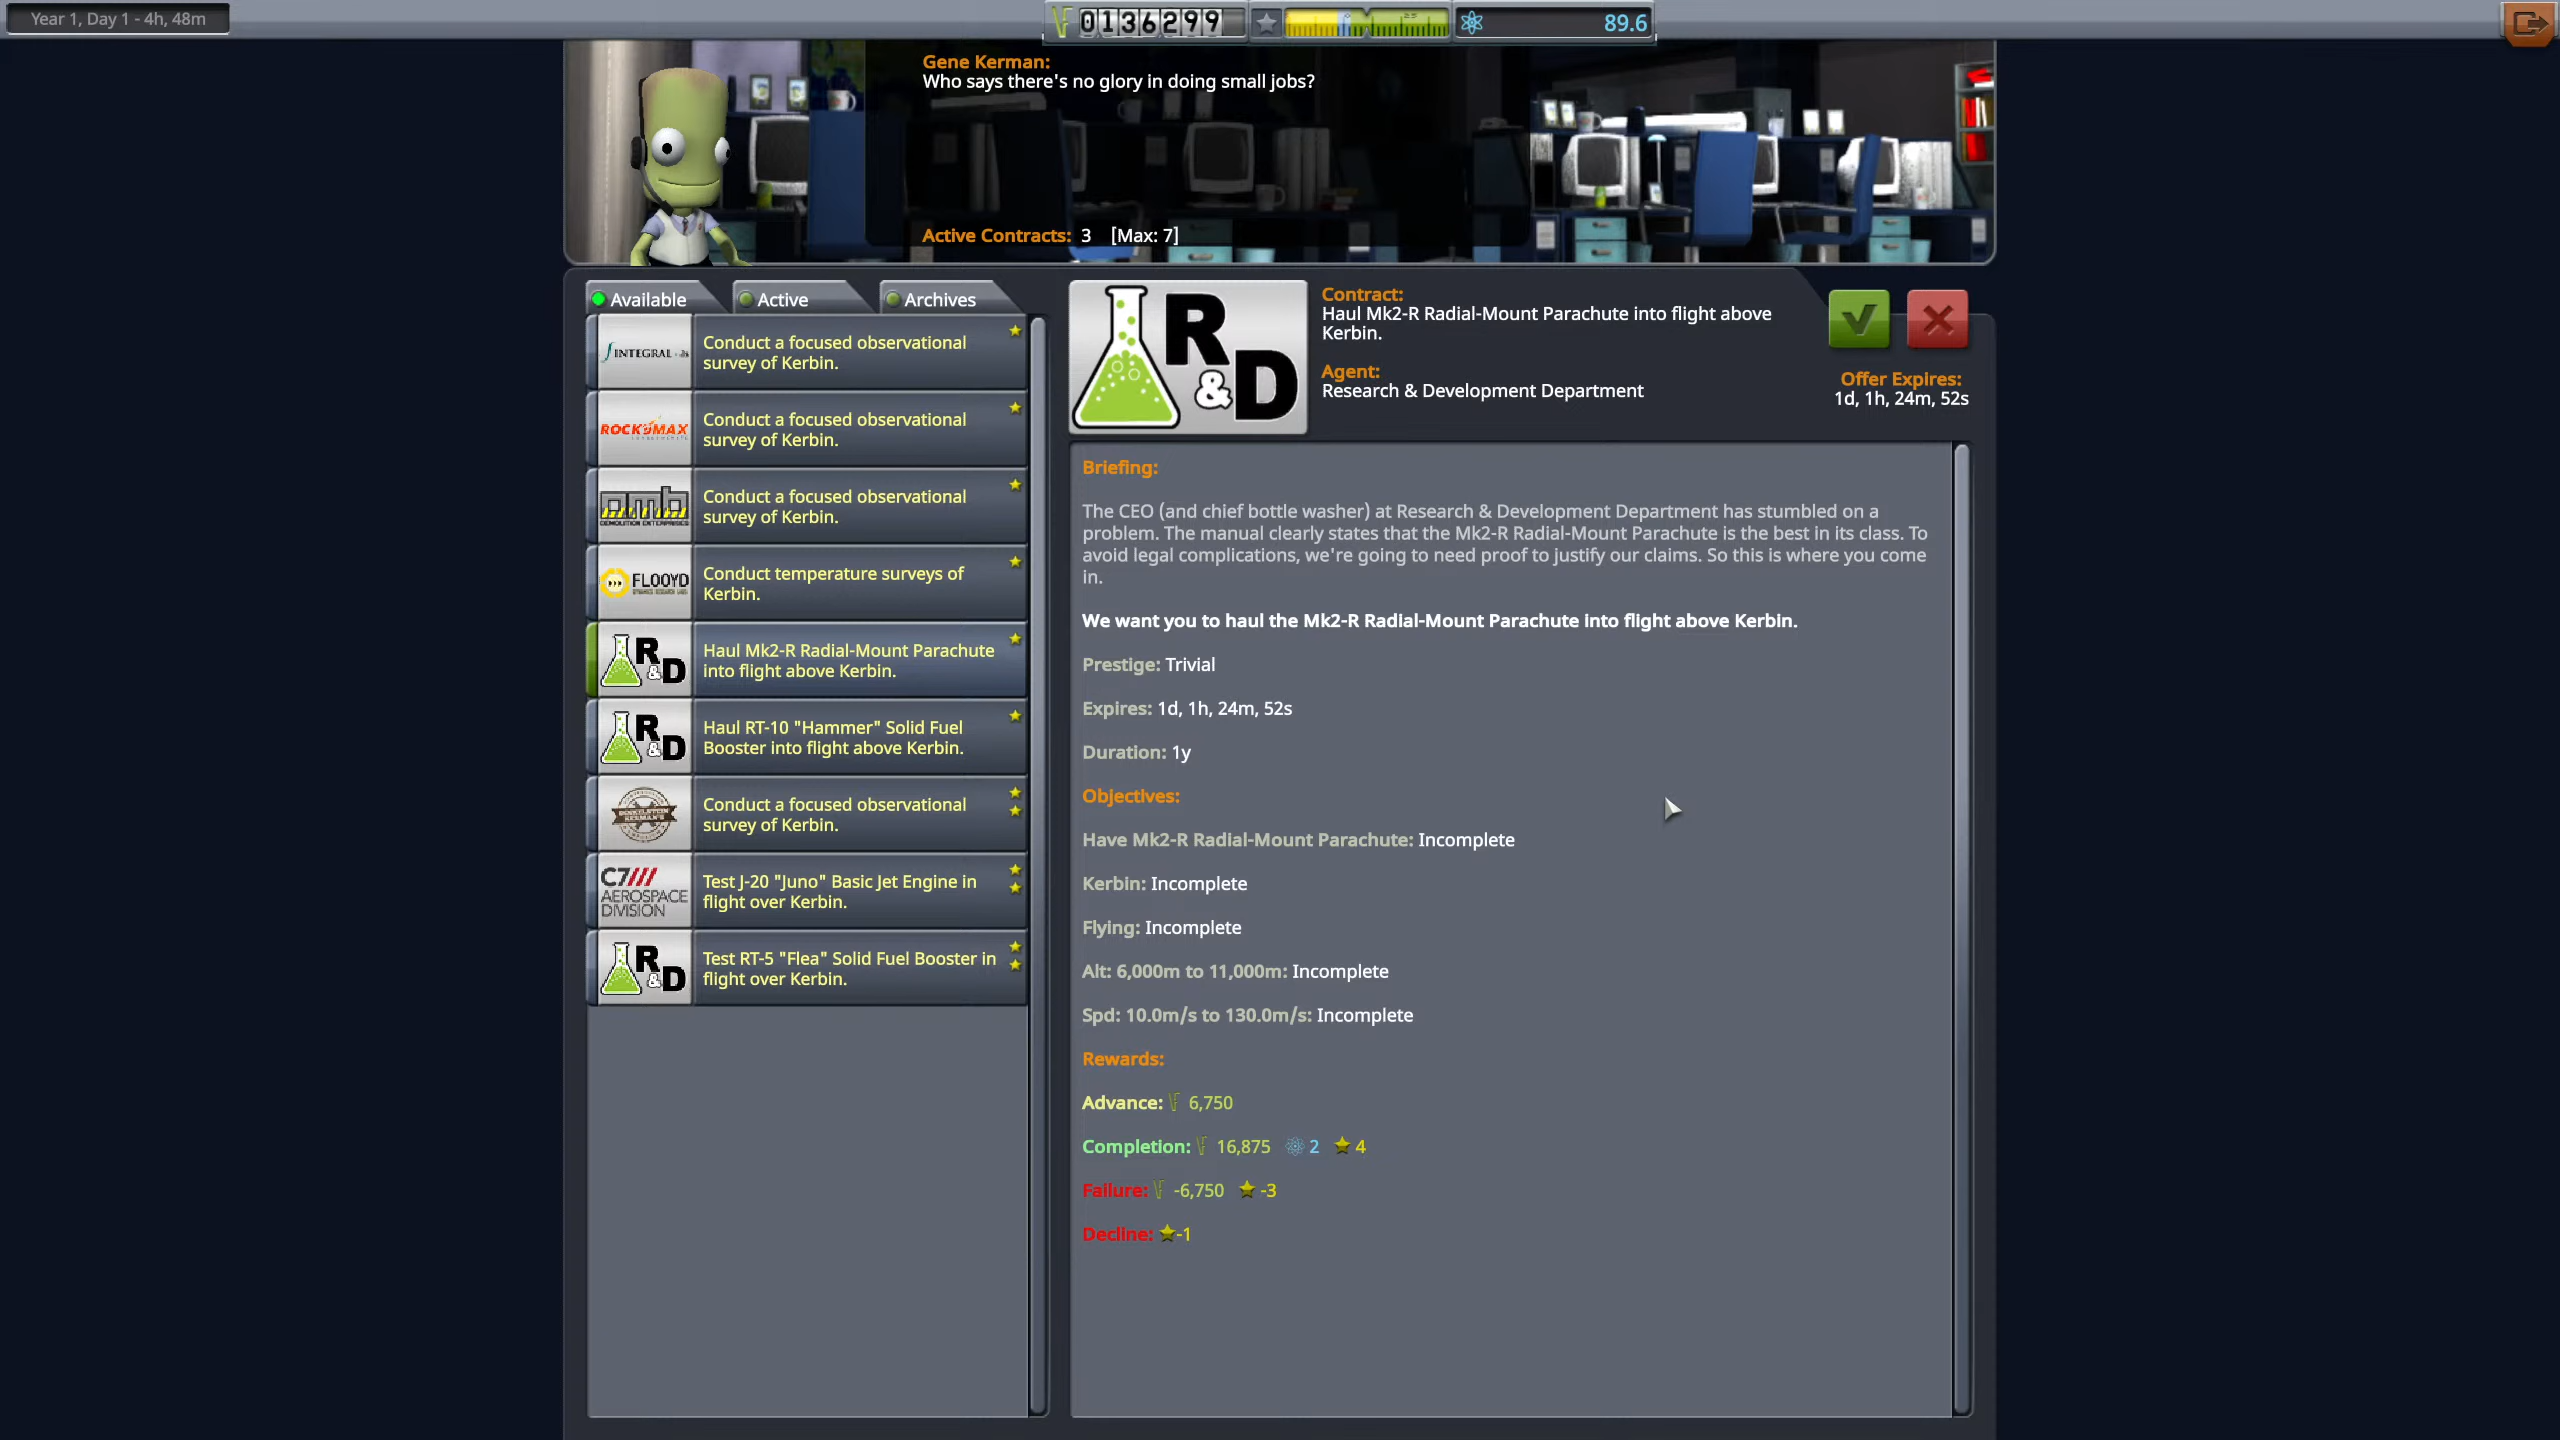 Year 1, Day 1 - 4h, 48m
0136299
89.6
Gene Kerman:
Who says there's no glory in doing small jobs?
Active Contracts: 3 [Max: 7]
Available
Active
Archives
INTEGRAL
Conduct a focused observational
survey of Kerbin.
ROCKOMAX
Conduct a focused observational
survey of Kerbin.
OMB
DEMOLITION ENTERPRISES
Conduct a focused observational
survey of Kerbin.
FLOOYD
Conduct temperature surveys of
Kerbin.
R&D
Haul Mk2-R Radial-Mount Parachute
into flight above Kerbin.
R&D
Haul RT-10 "Hammer" Solid Fuel
Booster into flight above Kerbin.
Conduct a focused observational
survey of Kerbin.
C7///
AEROSPACE
DIVISION
Test J-20 "Juno" Basic Jet Engine in
flight over Kerbin.
R&D
Test RT-5 "Flea" Solid Fuel Booster in
flight over Kerbin.
R&D
Contract:
Haul Mk2-R Radial-Mount Parachute into flight above
Kerbin.
Agent:
Research & Development Department
Offer Expires:
1d, 1h, 24m, 52s
Briefing:
The CEO (and chief bottle washer) at Research & Development Department has stumbled on a
problem. The manual clearly states that the Mk2-R Radial-Mount Parachute is the best in its class. To
avoid legal complications, we're going to need proof to justify our claims. So this is where you come
in.
We want you to haul the Mk2-R Radial-Mount Parachute into flight above Kerbin.
Prestige: Trivial
Expires: 1d, 1h, 24m, 52s
Duration: 1y
Objectives:
Have Mk2-R Radial-Mount Parachute: Incomplete
Kerbin: Incomplete
Flying: Incomplete
Alt: 6,000m to 11,000m: Incomplete
Spd: 10.0m/s to 130.0m/s: Incomplete
Rewards:
Advance: 6,750
Completion: 16,875 2 4
Failure: -6,750 -3
Decline: -1